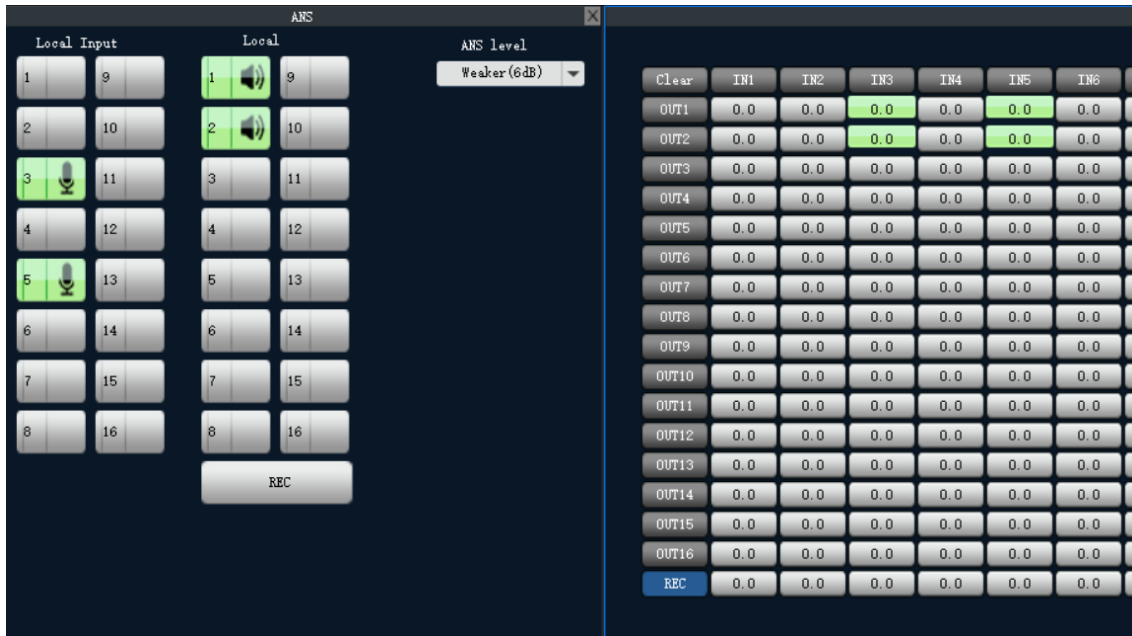 ANS
Local Input Local
ANS level
Weaker(6dB)
1 9 1 9
2 10 2 10
3 11 3 11
4 12 4 12
5 13 5 13
6 14 6 14
7 15 7 15
8 16 8 16
REC
Clear IN1 IN2 IN3 IN4 IN5 IN6
OUT1 0.0 0.0 0.0 0.0 0.0 0.0
OUT2 0.0 0.0 0.0 0.0 0.0 0.0
OUT3 0.0 0.0 0.0 0.0 0.0 0.0
OUT4 0.0 0.0 0.0 0.0 0.0 0.0
OUT5 0.0 0.0 0.0 0.0 0.0 0.0
OUT6 0.0 0.0 0.0 0.0 0.0 0.0
OUT7 0.0 0.0 0.0 0.0 0.0 0.0
OUT8 0.0 0.0 0.0 0.0 0.0 0.0
OUT9 0.0 0.0 0.0 0.0 0.0 0.0
OUT10 0.0 0.0 0.0 0.0 0.0 0.0
OUT11 0.0 0.0 0.0 0.0 0.0 0.0
OUT12 0.0 0.0 0.0 0.0 0.0 0.0
OUT13 0.0 0.0 0.0 0.0 0.0 0.0
OUT14 0.0 0.0 0.0 0.0 0.0 0.0
OUT15 0.0 0.0 0.0 0.0 0.0 0.0
OUT16 0.0 0.0 0.0 0.0 0.0 0.0
REC 0.0 0.0 0.0 0.0 0.0 0.0